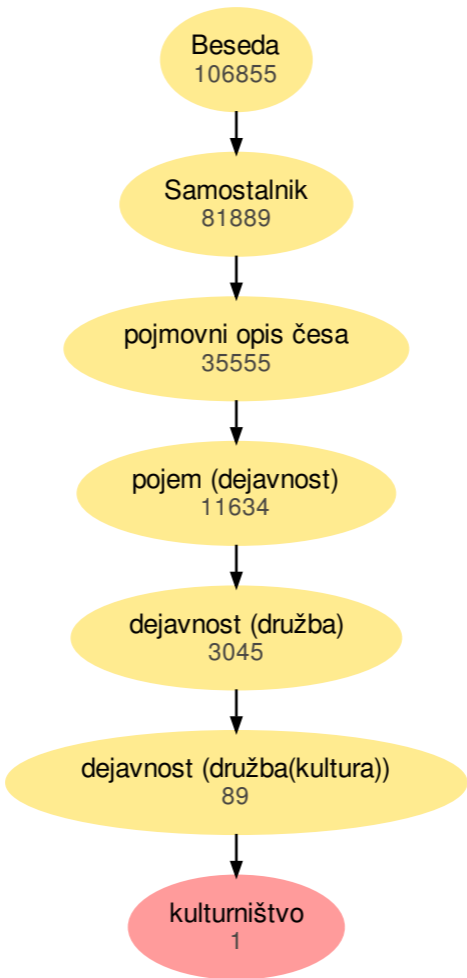 Beseda
106855
Samostalnik
81889
pojmovni opis česa
35555
pojem (dejavnost)
11634
dejavnost (družba)
3045
dejavnost (družba(kultura))
89
kulturništvo
1